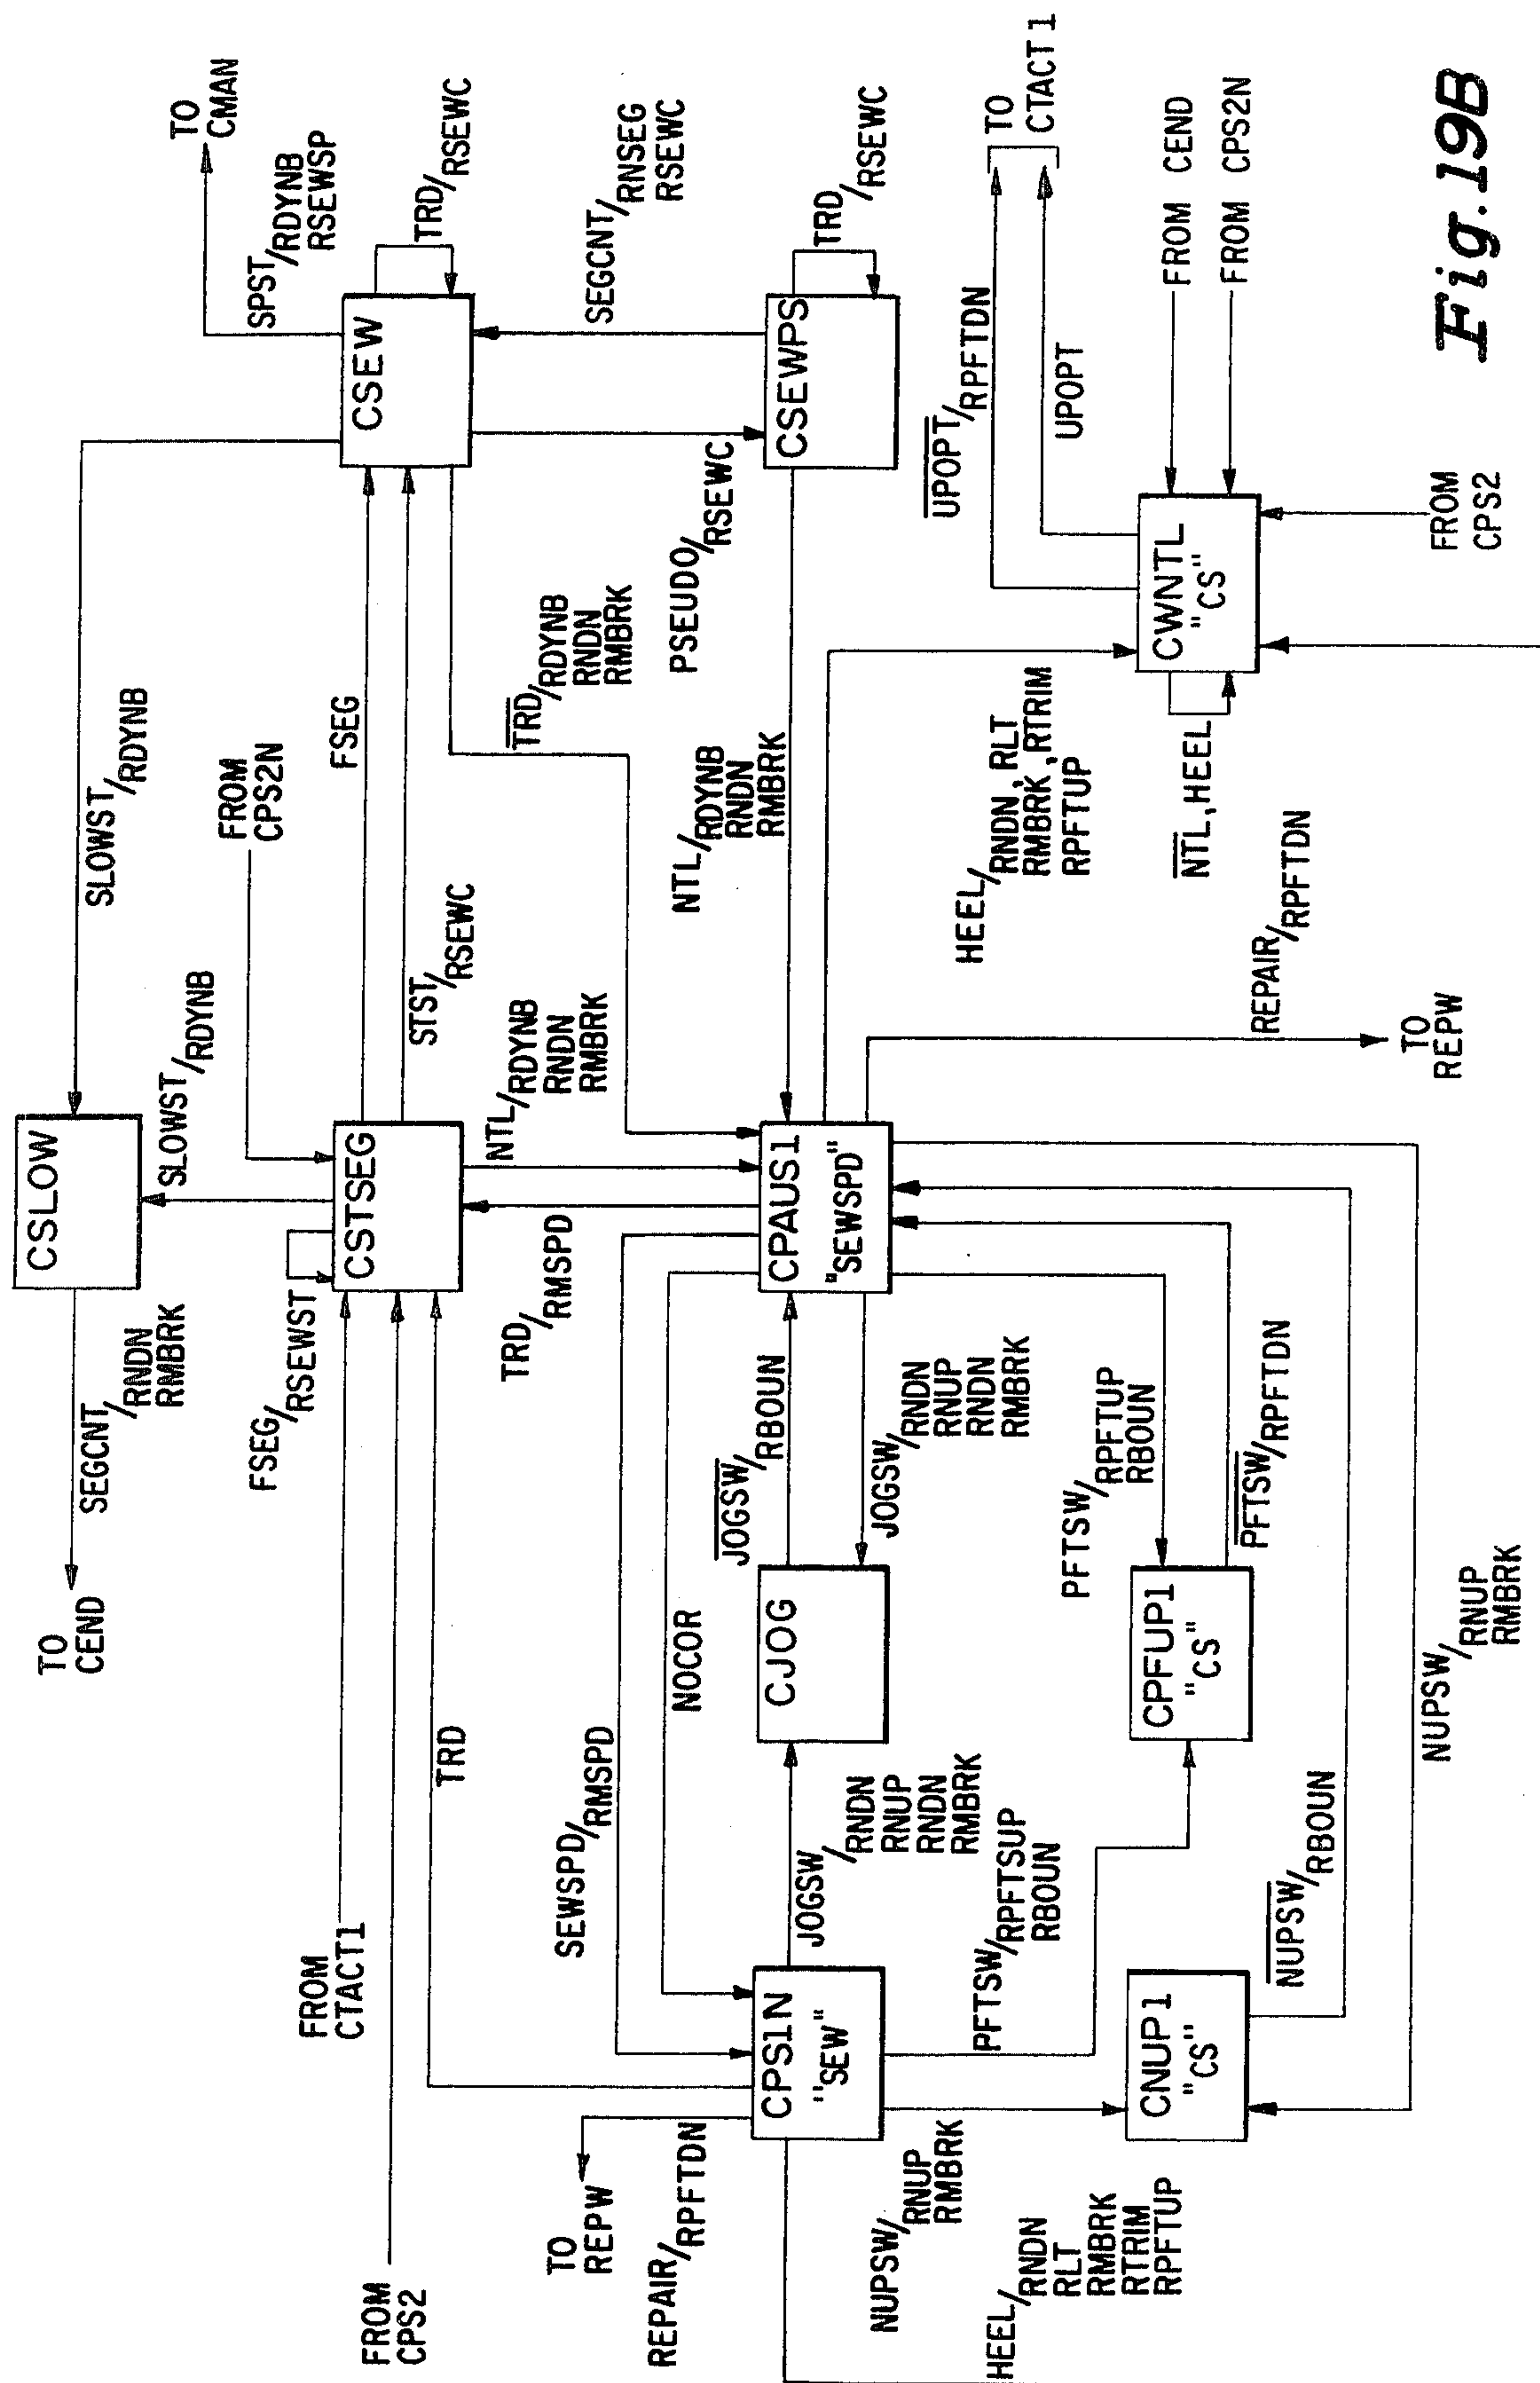 TO
CEND
SEGCNT/RNDN
RMBRK
CSLOW
SLOWST/RDYNB
SLOWST/RDYNB
FROM
CPS2N
TO
CMAN
SPST/RDYNB
RSEWSP
FROM
CPS2
FROM
CTACT1
TRD
FSEG/RSEWST
CSTSEG
FSEG
STST/RSEWC
CSEW
TRD/RSEWC
TRD/RMSPD
NTL/RDYNB
RNDN
RMBRK
T̅R̅D̅/RDYNB
RNDN
RMBRK
PSEUDO/RSEWC
SEGCNT/RNSEG
RSEWC
CSEWPS
TRD/RSEWC
NTL/RDYNB
RNDN
RMBRK
SEWSPD/RMSPD
NOCOR
TO
REPW
REPAIR/RPFTDN
CPS1N
"SEW"
JOGSW/RNDN
RNUP
RNDN
RMBRK
CJOG
J̅O̅G̅S̅W̅/RBOUN
JOGSW/RNDN
RNUP
RNDN
RMBRK
CPAUS1
"SEWSPD"
HEEL/RNDN, RLT
RMBRK, RTRIM
RPFTUP
U̅P̅O̅P̅T̅/RPFTDN
UPOPT
TO
CTACT1
NUPSW/RNUP
RMBRK
PFTSW/RPFTSUP
RBOUN
PFTSW/RPFTUP
RBOUN
P̅F̅T̅S̅W̅/RPFTDN
REPAIR/RPFTDN
TO
REPW
N̅T̅L̅,HEEL
CWNTL
"CS"
FROM CEND
FROM CPS2N
FROM
CPS2
HEEL/RNDN
RLT
RMBRK
RTRIM
RPFTUP
CNUP1
"CS"
N̅U̅P̅S̅W̅/RBOUN
CPFUP1
"CS"
NUPSW/RNUP
RMBRK
Fig.19B